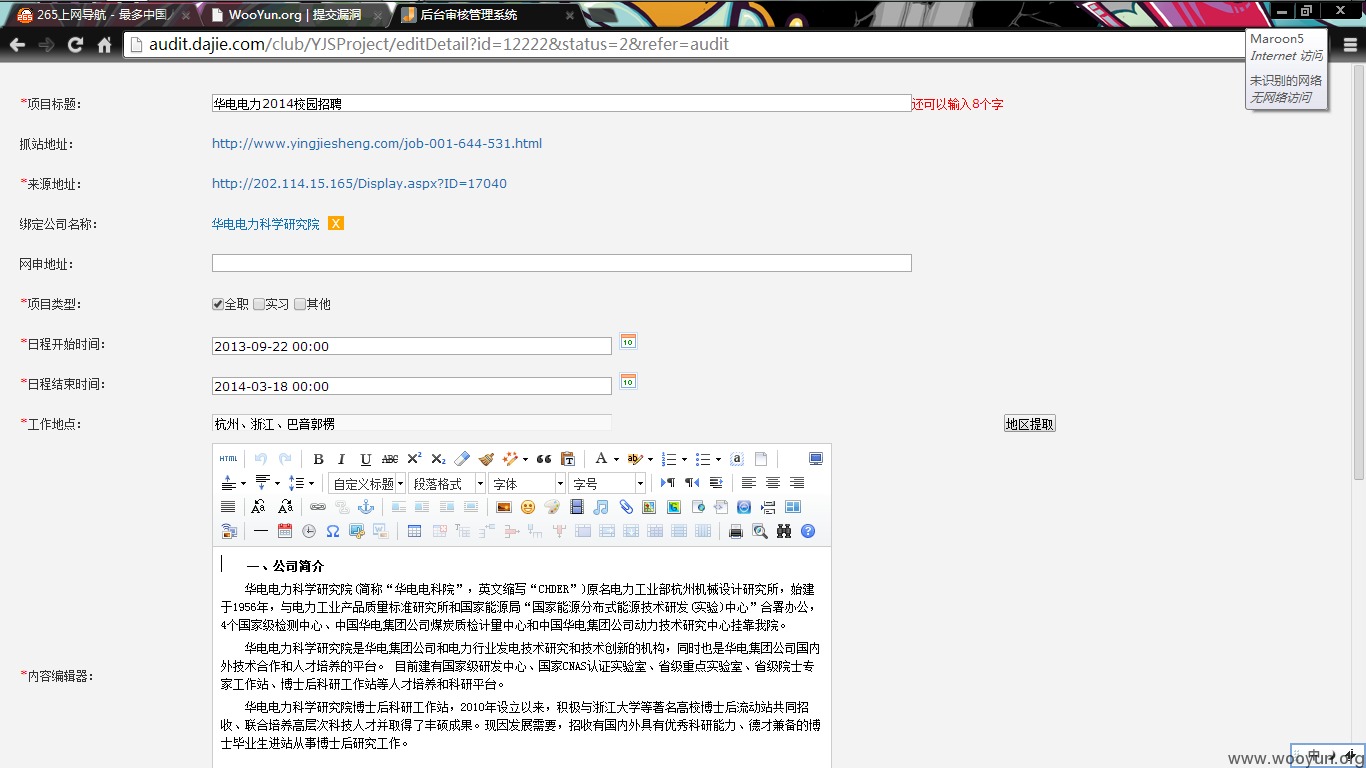 265上网导航 - 最多中国
WooYun.org | 提交漏洞
后台审核管理系统
audit.dajie.com/club/YJSProject/editDetail?id=12222&status=2&refer=audit
Maroon5
Internet 访问
未识别的网络
无网络访问
*项目标题: 华电电力2014校园招聘 还可以输入8个字
抓站地址: http://www.yingjiesheng.com/job-001-644-531.html
*来源地址: http://202.114.15.165/Display.aspx?ID=17040
绑定公司名称: 华电电力科学研究院 X
网申地址:
*项目类型: 全职 实习 其他
*日程开始时间: 2013-09-22 00:00
*日程结束时间: 2014-03-18 00:00
*工作地点: 杭州、浙江、巴音郭楞 地区提取
HTML B I U ABC X² X₂ A ab a
自定义标题 段落格式 字体 字号
*内容编辑器:
一、公司简介
华电电力科学研究院(简称“华电电科院”，英文缩写“CHDER”)原名电力工业部杭州机械设计研究所，始建
于1956年，与电力工业产品质量标准研究所和国家能源局“国家能源分布式能源技术研发(实验)中心”合署办公，
4个国家级检测中心、中国华电集团公司煤炭质检计量中心和中国华电集团公司动力技术研究中心挂靠我院。
华电电力科学研究院是华电集团公司和电力行业发电技术研究和技术创新的机构，同时也是华电集团公司国内
外技术合作和人才培养的平台。 目前建有国家级研发中心、国家CNAS认证实验室、省级重点实验室、省级院士专
家工作站、博士后科研工作站等人才培养和科研平台。
华电电力科学研究院博士后科研工作站，2010年设立以来，积极与浙江大学等著名高校博士后流动站共同招
收、联合培养高层次科技人才并取得了丰硕成果。现因发展需要，招收有国内外具有优秀科研能力、德才兼备的博
士毕业生进站从事博士后研究工作。
中
www.wooyun.org